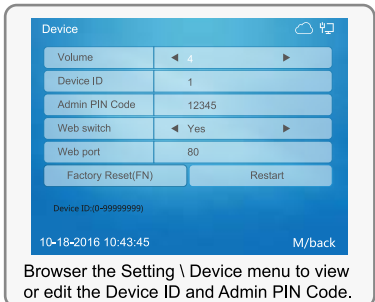 Device
Volume 4
Device ID 1
Admin PIN Code 12345
Web switch Yes
Web port 80
Factory Reset(FN) Restart
Device ID:(0-99999999)
10-18-2016 10:43:45 M/back
Browser the Setting \ Device menu to view
or edit the Device ID and Admin PIN Code.